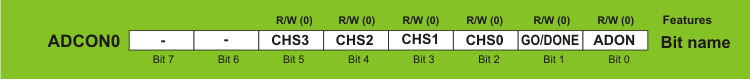 R/W (0) R/W (0) R/W (0) R/W (0) R/W (0) R/W (0) Features
ADCON0 - - CHS3 CHS2 CHS1 CHS0 GO/DONE ADON Bit name
Bit 7 Bit 6 Bit 5 Bit 4 Bit 3 Bit 2 Bit 1 Bit 0